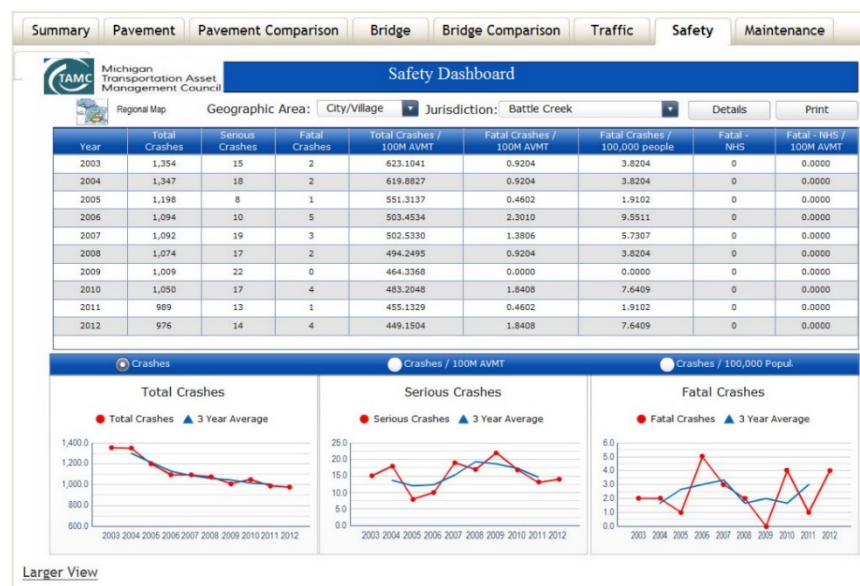 Summary Pavement Pavement Comparison Bridge Bridge Comparison Traffic Safety Maintenance
TAMC
Michigan
Transportation Asset
Management Council
Safety Dashboard
Regional Map Geographic Area: City/Village Jurisdiction: Battle Creek Details Print
Year Total Crashes Serious Crashes Fatal Crashes Total Crashes / 100M AVMT Fatal Crashes / 100M AVMT Fatal Crashes / 100,000 people Fatal - NHS Fatal - NHS / 100M AVMT
2003 1,354 15 2 623.1041 0.9204 3.8204 0 0.0000
2004 1,347 18 2 619.8827 0.9204 3.8204 0 0.0000
2005 1,198 8 1 551.3137 0.4602 1.9102 0 0.0000
2006 1,094 10 5 503.4534 2.3010 9.5511 0 0.0000
2007 1,092 19 3 502.5330 1.3806 5.7307 0 0.0000
2008 1,074 17 2 494.2495 0.9204 3.8204 0 0.0000
2009 1,009 22 0 464.3368 0.0000 0.0000 0 0.0000
2010 1,050 17 4 483.2048 1.8408 7.6409 0 0.0000
2011 989 13 1 455.1329 0.4602 1.9102 0 0.0000
2012 976 14 4 449.1504 1.8408 7.6409 0 0.0000
Crashes Crashes / 100M AVMT Crashes / 100,000 Popul
Total Crashes
Total Crashes 3 Year Average
1,400.0
1,200.0
1,000.0
800.0
600.0
2003 2004 2005 2006 2007 2008 2009 2010 2011 2012
Serious Crashes
Serious Crashes 3 Year Average
25.0
20.0
15.0
10.0
5.0
0.0
2003 2004 2005 2006 2007 2008 2009 2010 2011 2012
Fatal Crashes
Fatal Crashes 3 Year Average
6.0
5.0
4.0
3.0
2.0
1.0
0.0
2003 2004 2005 2006 2007 2008 2009 2010 2011 2012
Larger View